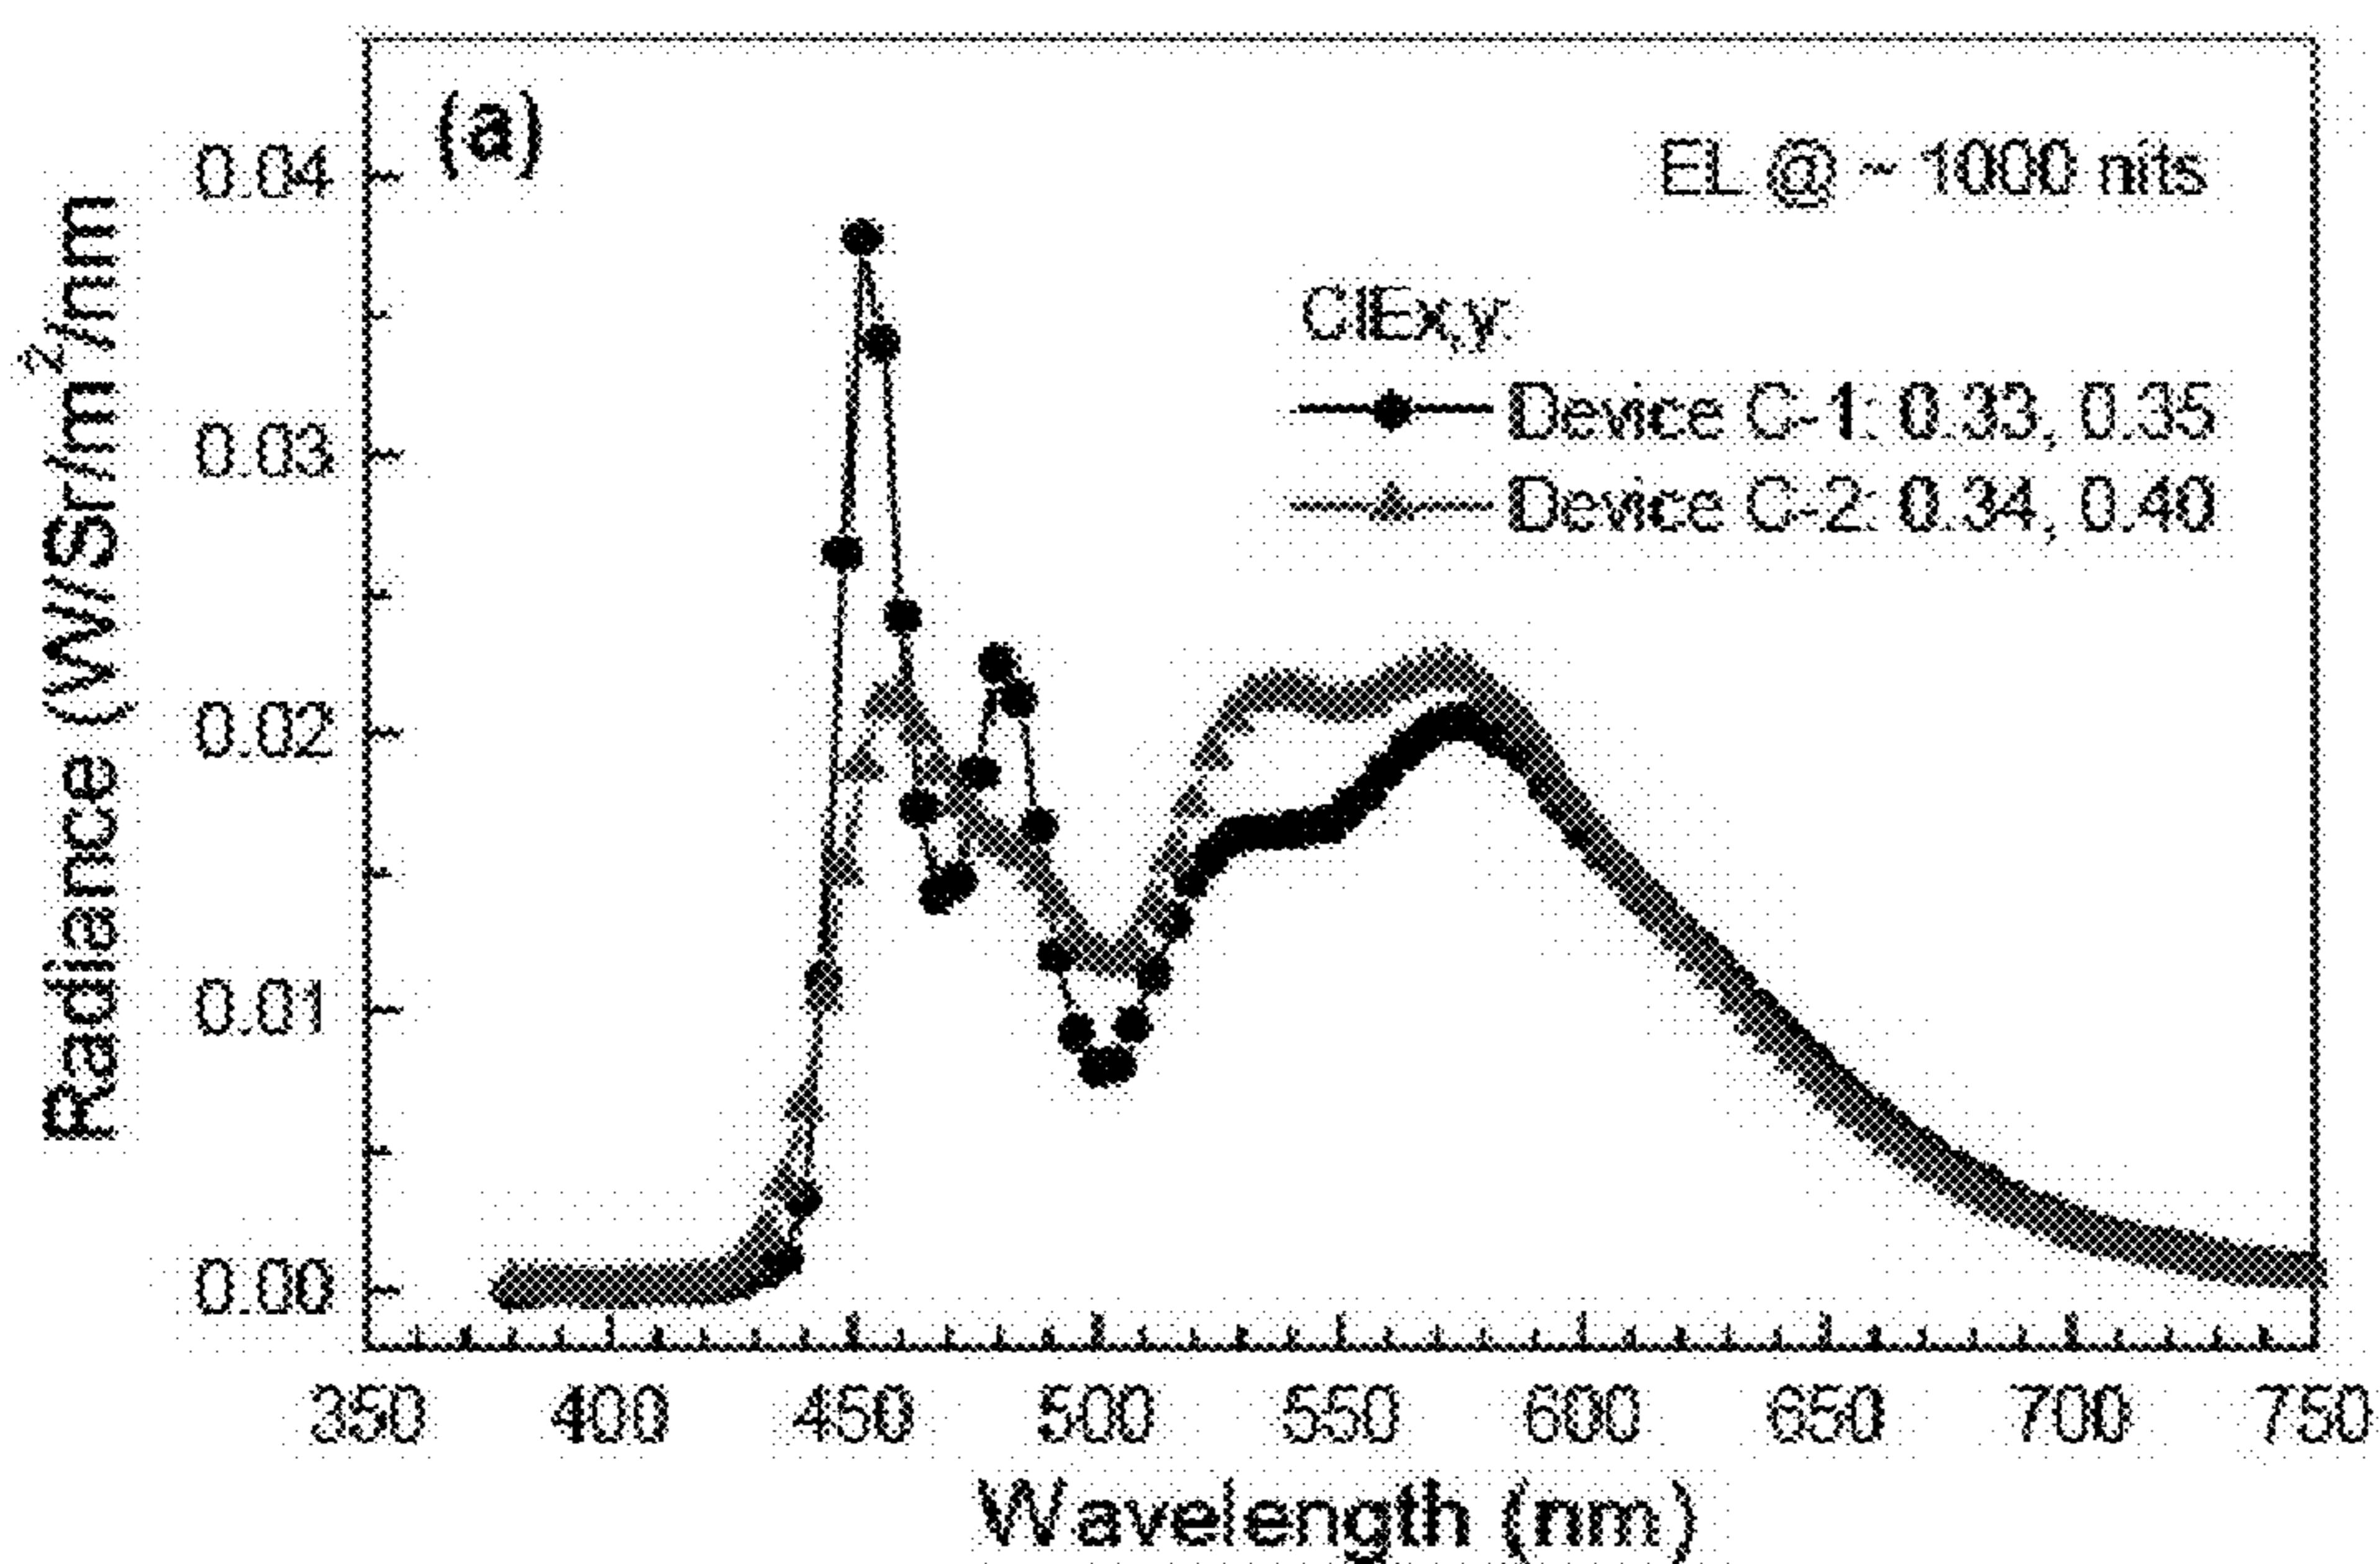 (a)
EL @ ~ 1000 nits
CIEx,y:
Device C-1: 0.33, 0.35
Device C-2: 0.34, 0.40
Radiance (W/Sr/m²/nm
0.04
0.03
0.02
0.01
0.00
350 400 450 500 550 600 650 700 750
Wavelength (nm)